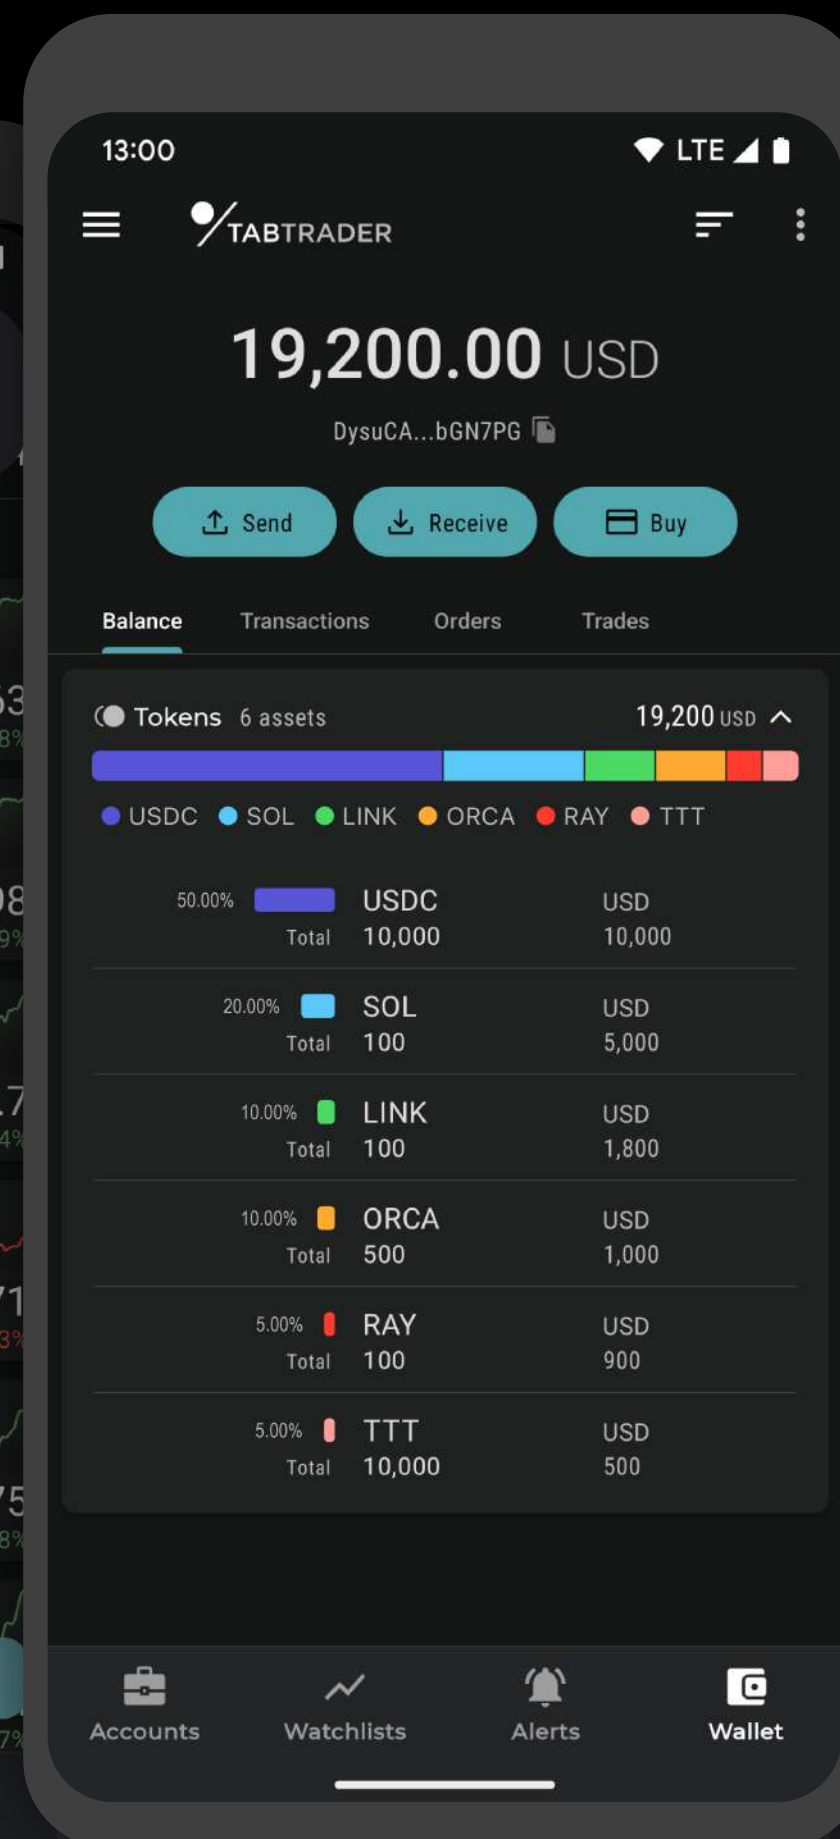 13:00 LTE
TABTRADER
19,200.00 USD
DysuCA...bGN7PG
Send Receive Buy
Balance Transactions Orders Trades
Tokens 6 assets 19,200 USD
USDC SOL LINK ORCA RAY TTT
50.00% USDC USD
Total 10,000 10,000
20.00% SOL USD
Total 100 5,000
10.00% LINK USD
Total 100 1,800
10.00% ORCA USD
Total 500 1,000
5.00% RAY USD
Total 100 900
5.00% TTT USD
Total 10,000 500
Accounts Watchlists Alerts Wallet